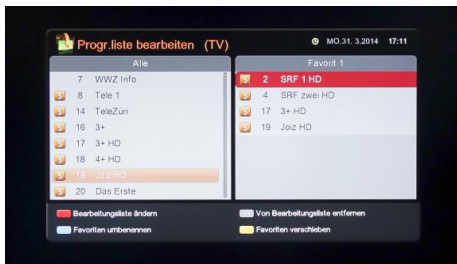 Progr.liste bearbeiten (TV)
MO.31. 3.2014 17:11
Alle
7 WWZ Info
8 Tele 1
14 TeleZüri
16 3+
17 3+ HD
18 4+ HD
19 Joiz HD
20 Das Erste
Favorit 1
2 SRF 1 HD
4 SRF zwei HD
17 3+ HD
19 Joiz HD
Bearbeitungsliste ändern
Von Bearbeitungsliste entfernen
Favoriten umbenennen
Favoriten verschieben